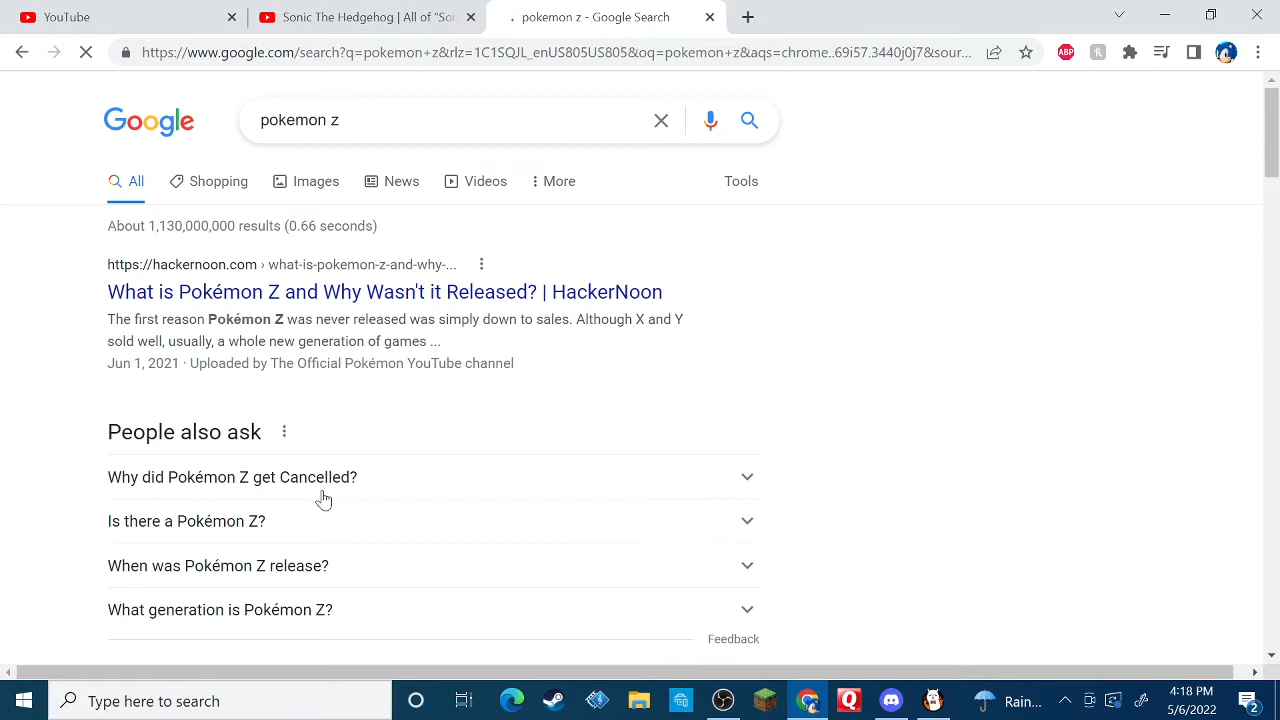 YouTube
Sonic The Hedgehog | All of "So
pokemon z - Google Search
https://www.google.com/search?q=pokemon+z&rlz=1C1SQJL_enUS805US805&oq=pokemon+z&aqs=chrome..69i57.3440j0j7&sour...
ABP
Google
pokemon z
All
Shopping
Images
News
Videos
More
Tools
About 1,130,000,000 results (0.66 seconds)
https://hackernoon.com › what-is-pokemon-z-and-why-...
What is Pokémon Z and Why Wasn't it Released? | HackerNoon
The first reason Pokémon Z was never released was simply down to sales. Although X and Y
sold well, usually, a whole new generation of games ...
Jun 1, 2021 · Uploaded by The Official Pokémon YouTube channel
People also ask
Why did Pokémon Z get Cancelled?
Is there a Pokémon Z?
When was Pokémon Z release?
What generation is Pokémon Z?
Feedback
Type here to search
Rain...
4:18 PM
5/6/2022
2